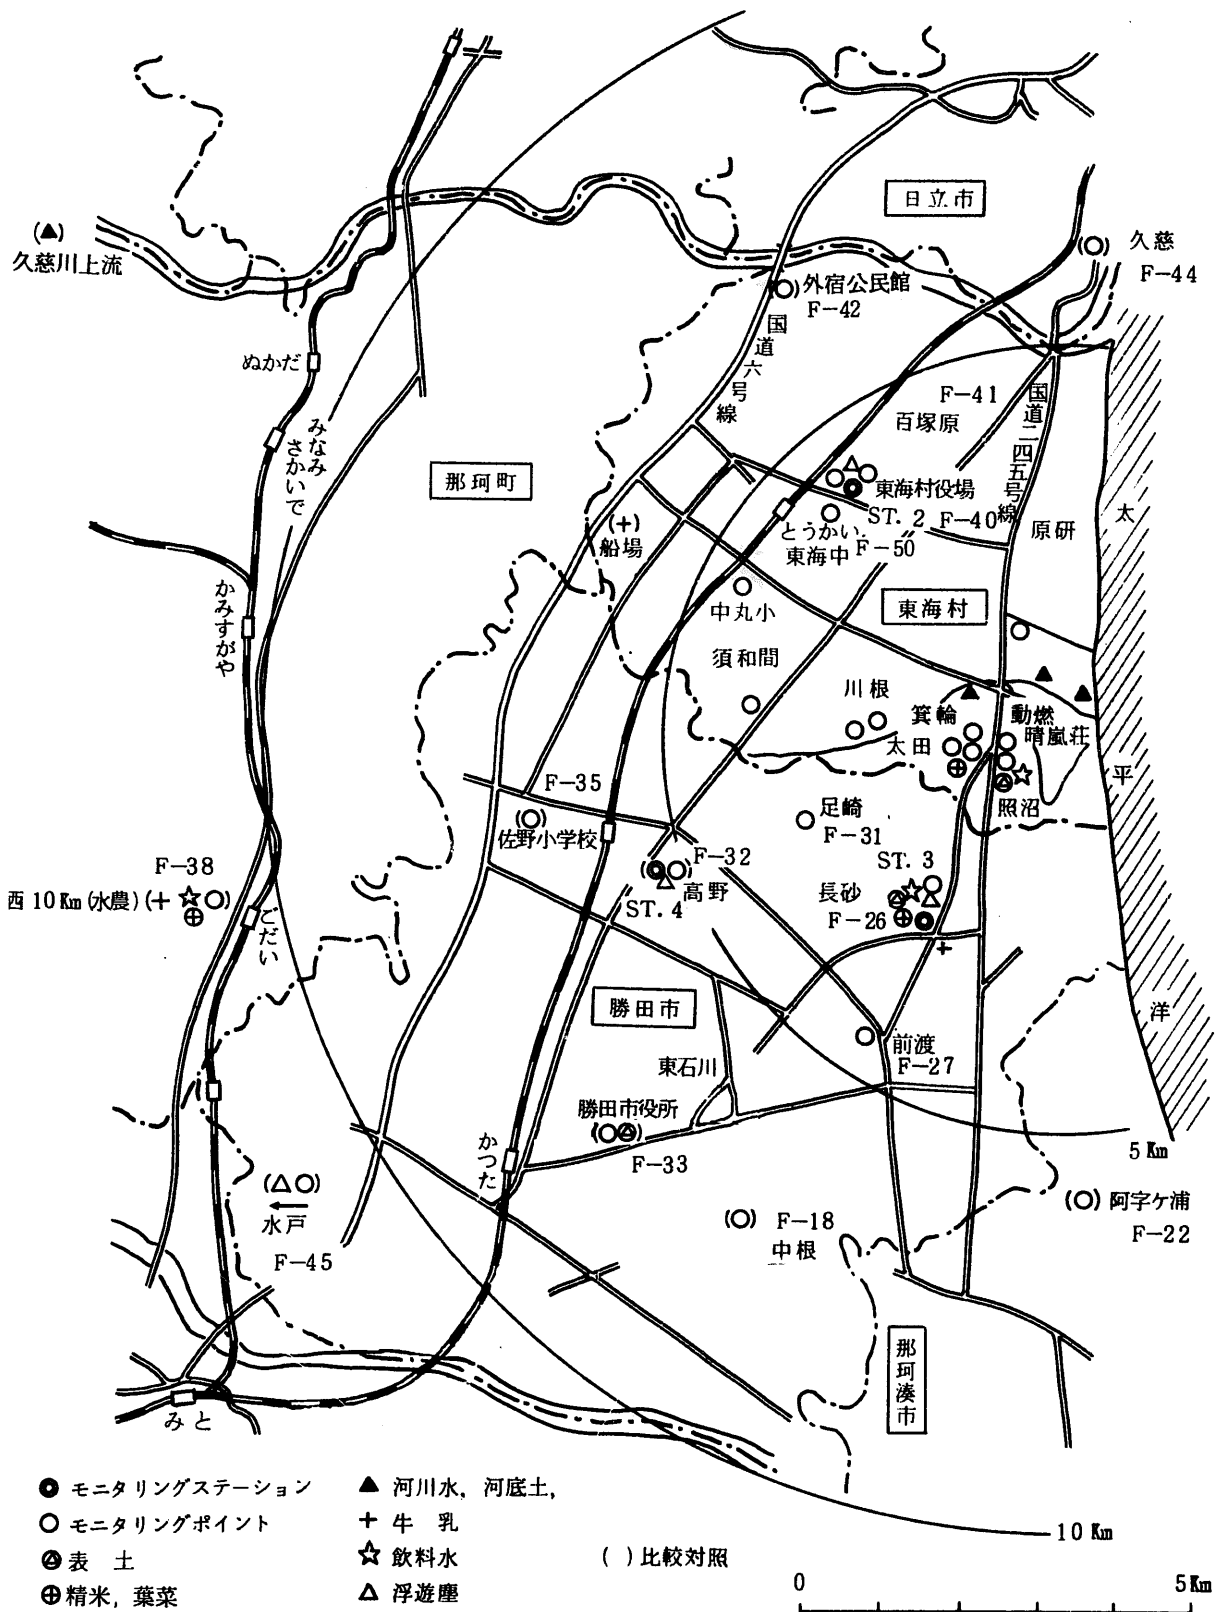 日立市
久慈
F-44
久慈川上流
外宿公民館
F-42
国道六号線
ぬかだ
F-41
百塚原
国道二四五号線
みなみ
さかいで
那珂町
東海村役場
ST. 2
F-40
原研
太平洋
(+)
船場
とうかい
東海中
F-50
かみすがや
東海村
中丸小
須和間
川根
箕輪
動燃
晴嵐荘
太田
F-35
照沼
足崎
F-31
佐野小学校
F-32
高野
ST. 4
ST. 3
長砂
F-26
F-38
西 10Km (水農) (+ ☆○)
ごだい
勝田市
前渡
F-27
東石川
勝田市役所
F-33
かつた
5 Km
(△○)
←
水戸
F-45
(○) 阿字ケ浦
F-22
(○) F-18
中根
那珂湊市
みと
10 Km
モニタリングステーション
○ モニタリングポイント
表 土
⊕ 精米, 葉菜
▲ 河川水, 河底土,
+ 牛 乳
☆ 飲料水
△ 浮遊塵
( ) 比較対照
0 5Km